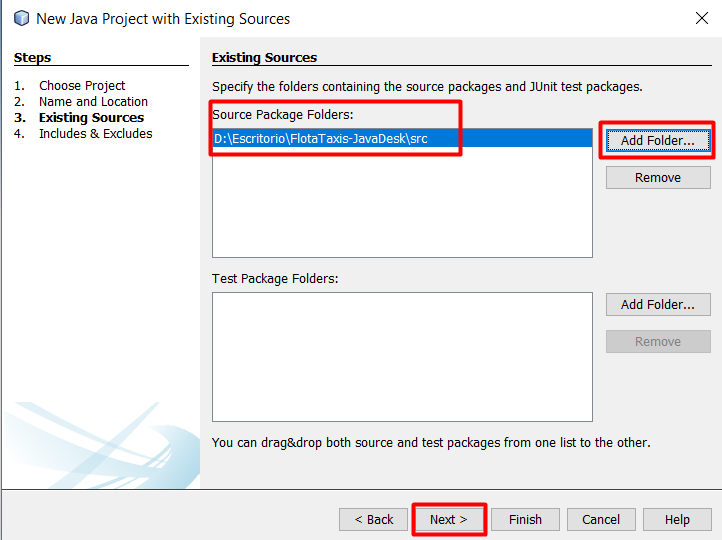 New Java Project with Existing Sources
Steps
1. Choose Project
2. Name and Location
3. Existing Sources
4. Includes & Excludes
Existing Sources
Specify the folders containing the source packages and JUnit test packages.
Source Package Folders:
D:\Escritorio\FlotaTaxis-JavaDesk\src
Add Folder...
Remove
Test Package Folders:
Add Folder...
Remove
You can drag&drop both source and test packages from one list to the other.
< Back
Next >
Finish
Cancel
Help